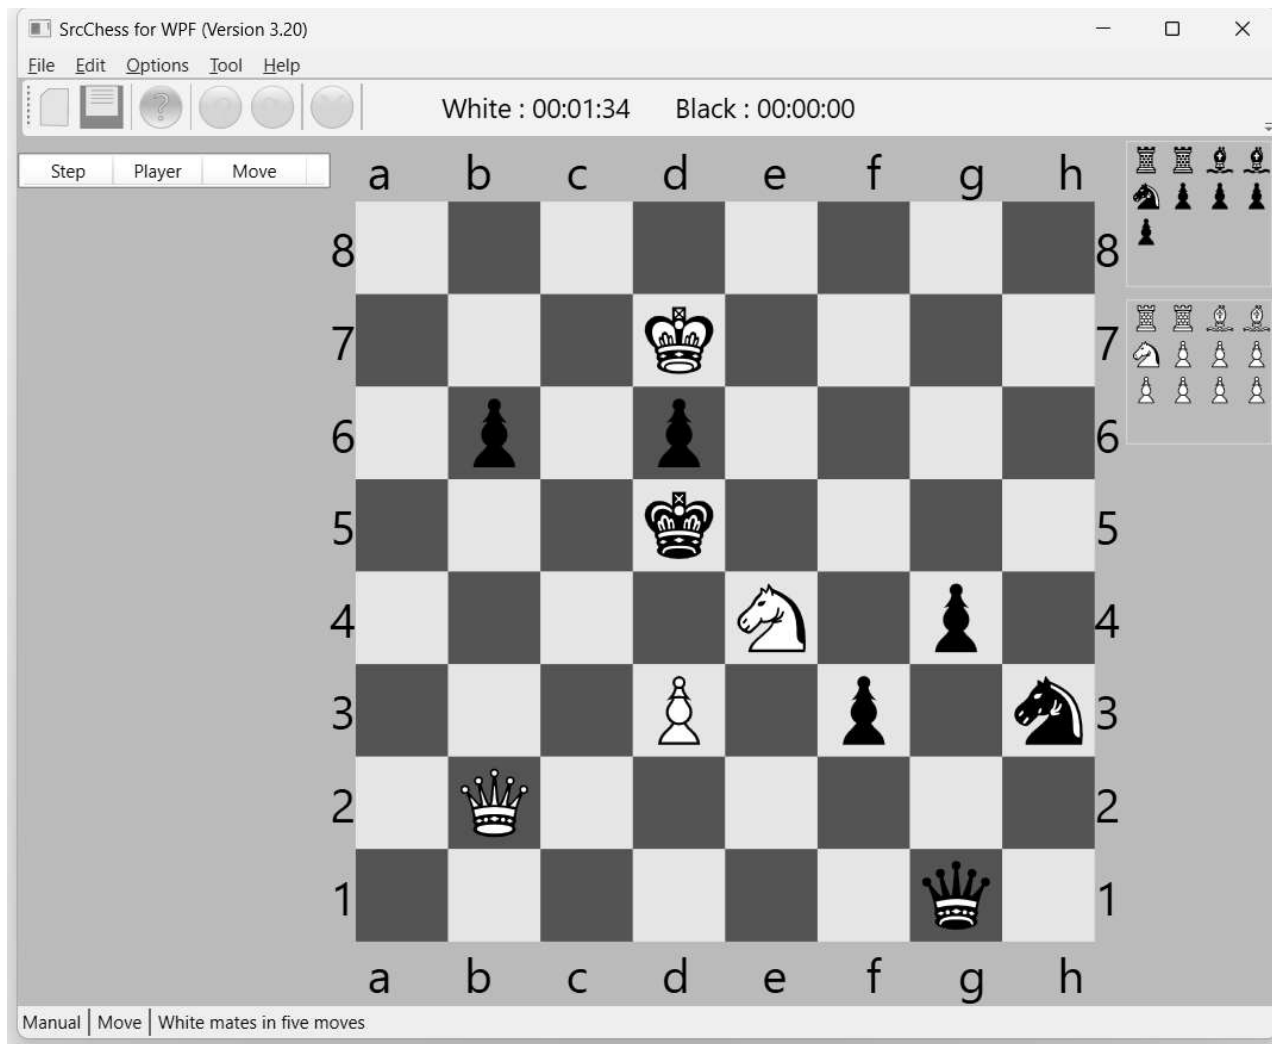 SrcChess for WPF (Version 3.20)
File Edit Options Tool Help
? White : 00:01:34 Black : 00:00:00
Step Player Move
a b c d e f g h
8 8
7 7
6 6
5 5
4 4
3 3
2 2
1 1
a b c d e f g h
Manual Move White mates in five moves